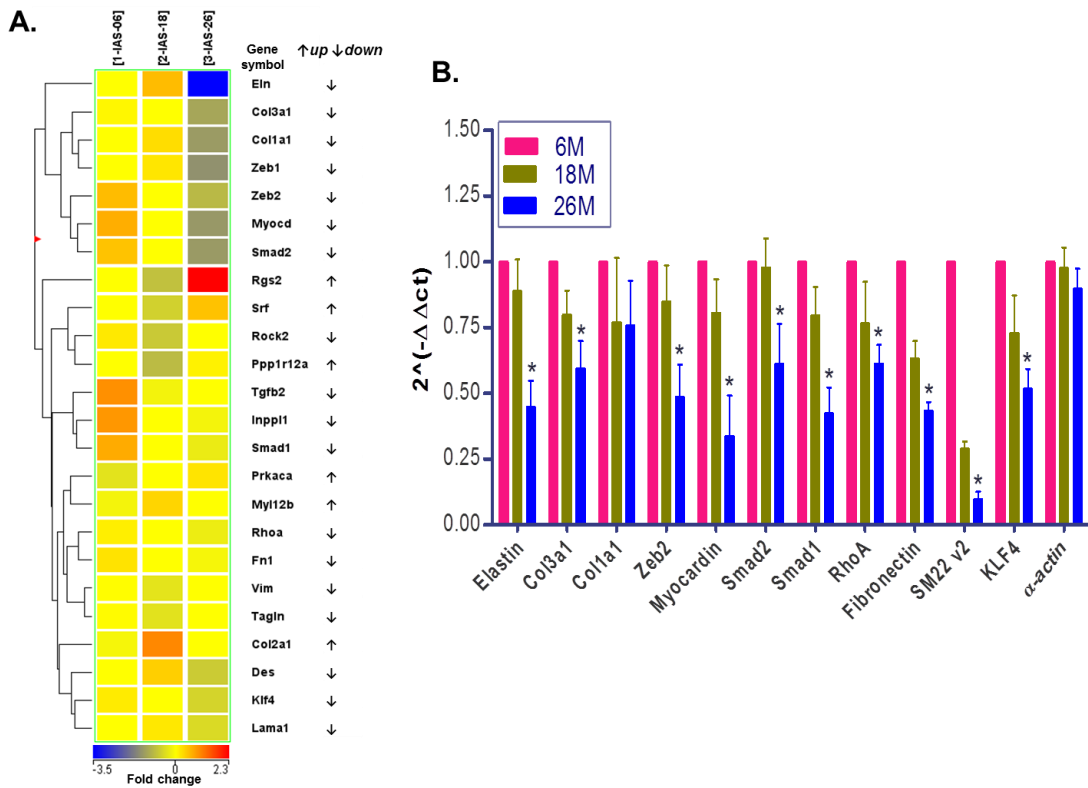 A.
[1-IAS-06]
[2-IAS-18]
[3-IAS-26]
Gene symbol
↑up ↓down
Eln ↓
Col3a1 ↓
Col1a1 ↓
Zeb1 ↓
Zeb2 ↓
Myocd ↓
Smad2 ↓
Rgs2 ↑
Srf ↑
Rock2 ↓
Ppp1r12a ↑
Tgfb2 ↓
Inppl1 ↓
Smad1 ↓
Prkaca ↑
Myl12b ↑
Rhoa ↓
Fn1 ↓
Vim ↓
Tagln ↓
Col2a1 ↑
Des ↓
Klf4 ↓
Lama1 ↓
-3.5 0 2.3
Fold change
B.
2^(-Δ Δct)
1.50
1.25
1.00
0.75
0.50
0.25
0.00
6M
18M
26M
* * * * * * * * * *
Elastin
Col3a1
Col1a1
Zeb2
Myocardin
Smad2
Smad1
RhoA
Fibronectin
SM22 v2
KLF4
α-actin